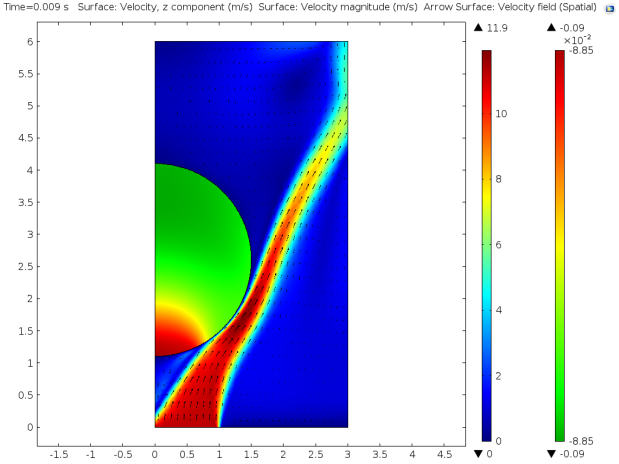 Time=0.009 s Surface: Velocity, z component (m/s) Surface: Velocity magnitude (m/s) Arrow Surface: Velocity field (Spatial)
▲ 11.9 ▲ -0.09
×10⁻²
6 -8.85
5.5
5 10
4.5
4 8
3.5
3 6
2.5
2 4
1.5
1 2
0.5
0 0 -8.85
▼ 0 ▼ -0.09
-1.5 -1 -0.5 0 0.5 1 1.5 2 2.5 3 3.5 4 4.5